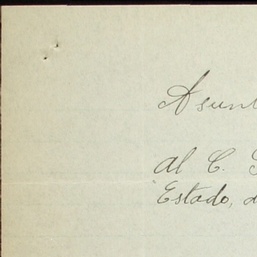 Asunt
al C. 
Estado, d